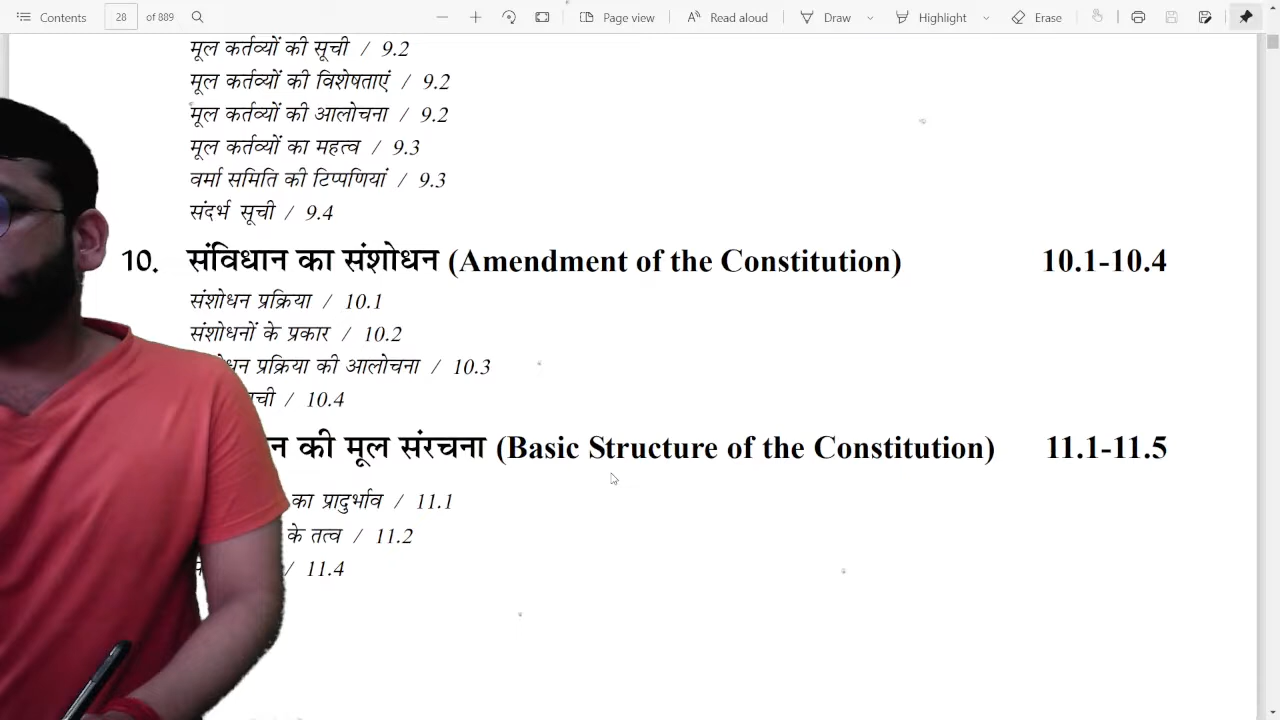 Contents 28 of 889 Page view Read aloud Draw Highlight Erase
मूल कर्तव्यों की सूची / 9.2
मूल कर्तव्यों की विशेषताएं / 9.2
मूल कर्तव्यों की आलोचना / 9.2
मूल कर्तव्यों का महत्व / 9.3
वर्मा समिति की टिप्पणियां / 9.3
संदर्भ सूची / 9.4
10. संविधान का संशोधन (Amendment of the Constitution) 10.1-10.4
संशोधन प्रक्रिया / 10.1
संशोधनों के प्रकार / 10.2
प्रक्रिया की आलोचना / 10.3
/ 10.4
की मूल संरचना (Basic Structure of the Constitution) 11.1-11.5
का प्रादुर्भाव / 11.1
के तत्व / 11.2
/ 11.4